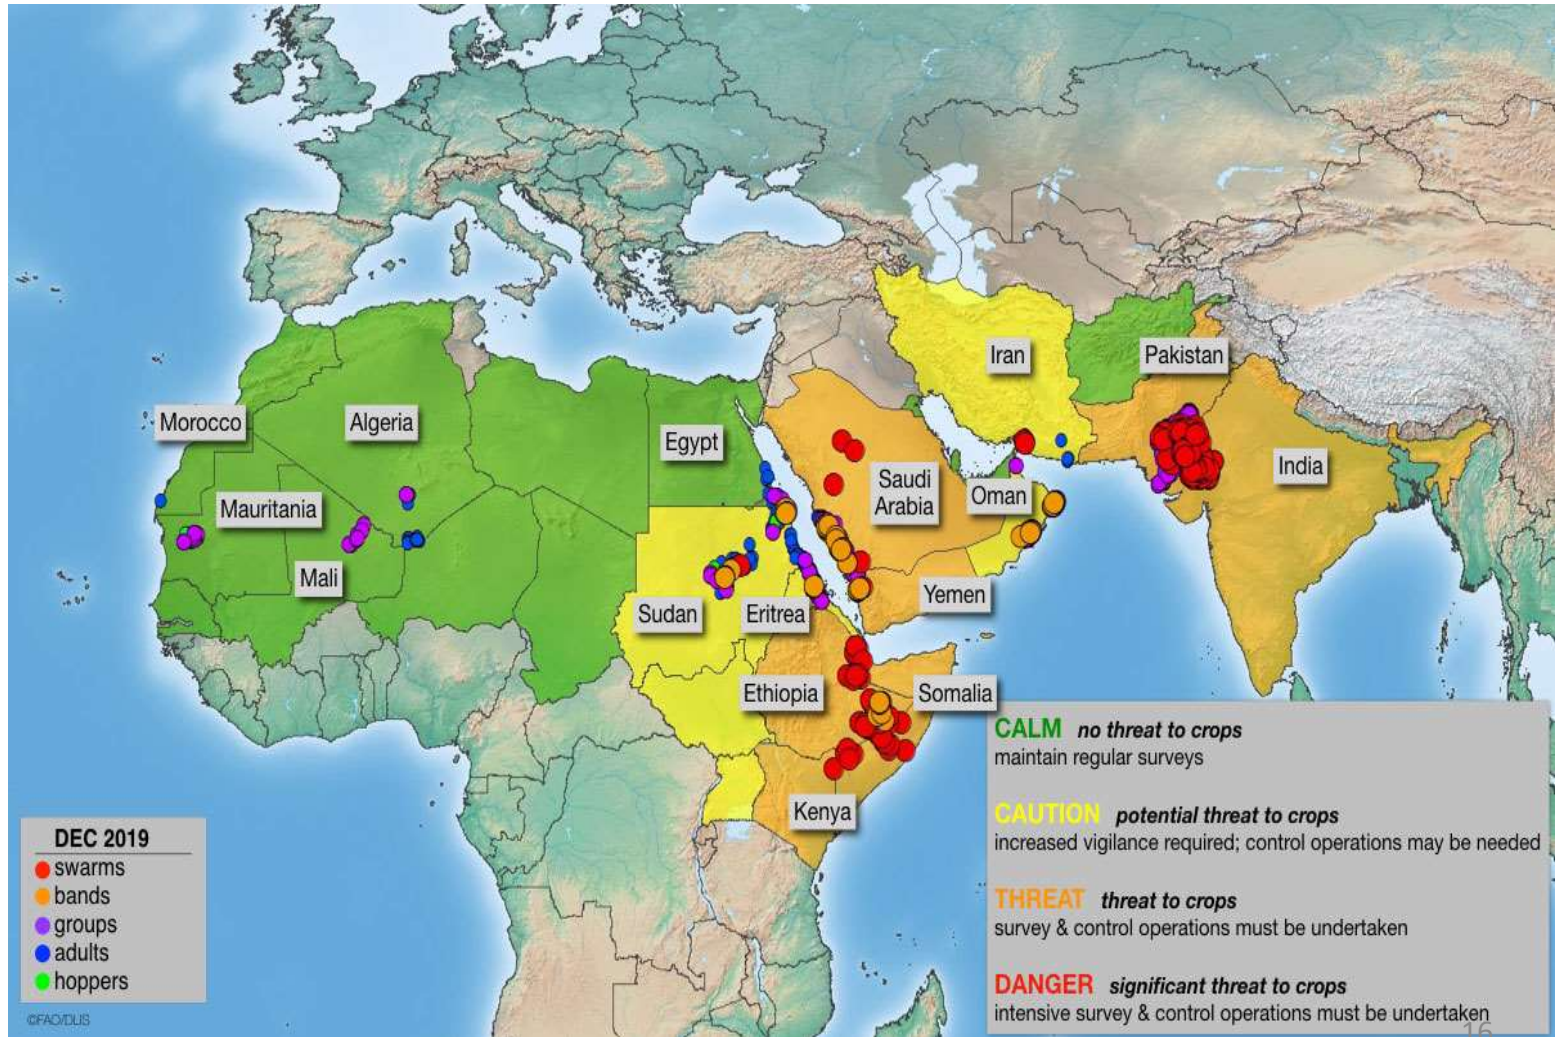 Iran
Pakistan
Morocco
Algeria
Egypt
Saudi
Arabia
Oman
India
Mauritania
Mali
Sudan
Eritrea
Yemen
Ethiopia
Somalia
Kenya
CALM no threat to crops
maintain regular surveys
CAUTION potential threat to crops
increased vigilance required; control operations may be needed
THREAT threat to crops
survey & control operations must be undertaken
DANGER significant threat to crops
intensive survey & control operations must be undertaken
DEC 2019
swarms
bands
groups
adults
hoppers
©FAO/DLIS
16